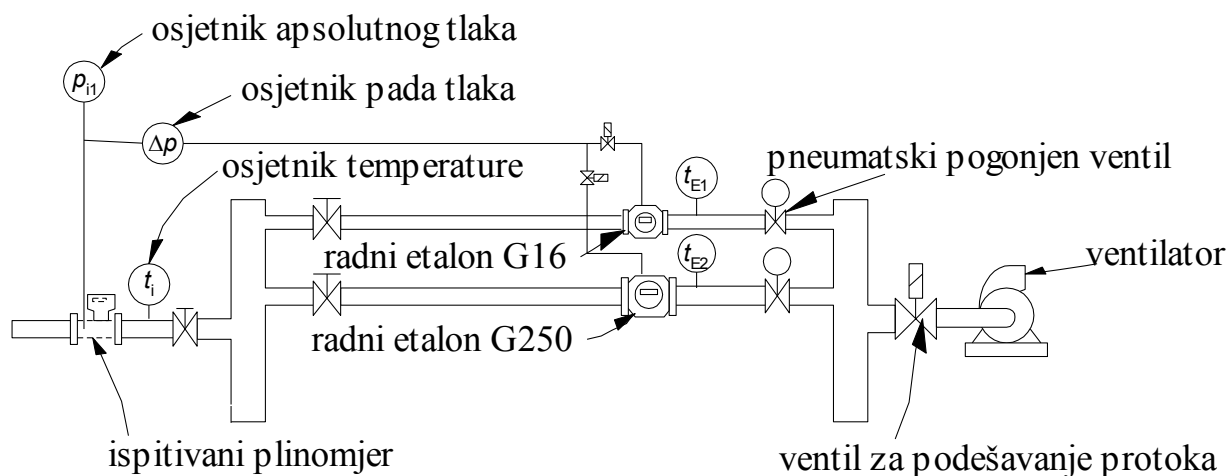 osjetnik apsolutnog tlaka
pi1
osjetnik pada tlaka
Δp
osjetnik temperature
pneumatski pogonjen ventil
tE1
radni etalon G16
tE2
ventilator
ti
radni etalon G250
ispitivani plinomjer
ventil za podešavanje protoka